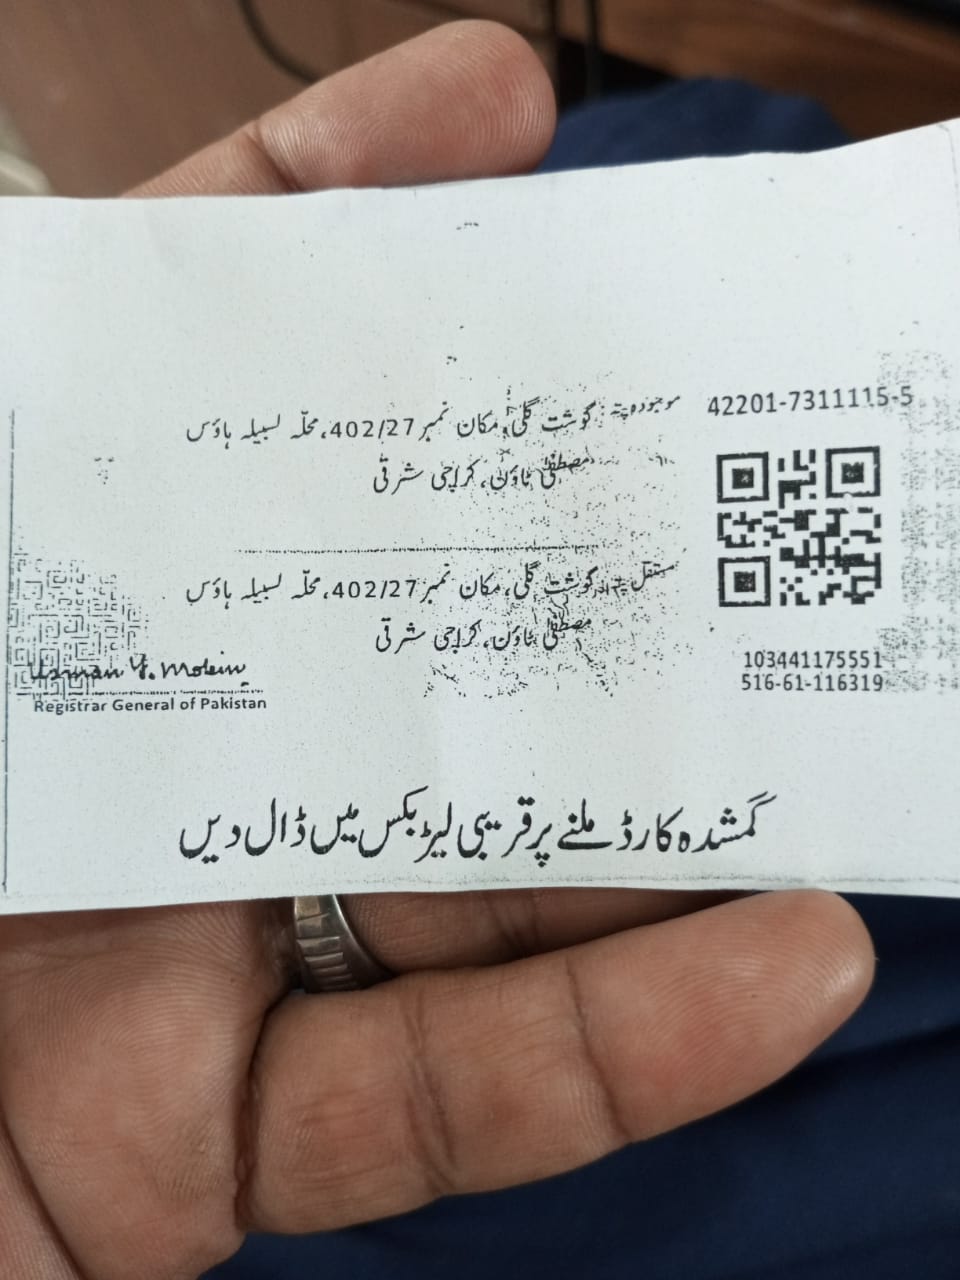 42201-7311115-5
موجودہ پتہ: گوشت گلی، مکان نمبر 402/27، محلّہ لسبیلہ ہاؤس
مصطفیٰ ٹاؤن، کراچی شرقی
مستقل پتہ: گوشت گلی، مکان نمبر 402/27، محلّہ لسبیلہ ہاؤس
مصطفیٰ ٹاؤن، کراچی شرقی
103441175551
516-61-116319
Usman Y. Mobin
Registrar General of Pakistan
گمشدہ کارڈ ملنے پر قریبی لیٹر بکس میں ڈال دیں